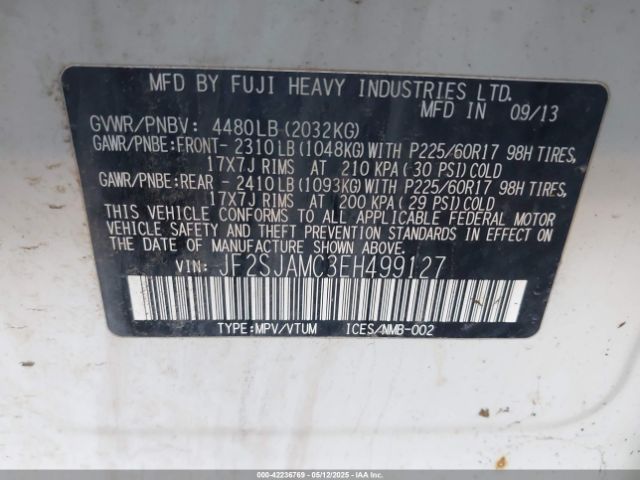 MFD BY FUJI HEAVY INDUSTRIES LTD.
MFD IN 09/13
GVWR/PNBV: 4480LB(2032KG)
GAWR/PNBE:FRONT- 2310LB(1048KG)WITH P225/60R17 98H TIRES,
17X7J RIMS AT 210 KPA(30 PSI)COLD
GAWR/PNBE:REAR - 2410LB(1093KG)WITH P225/60R17 98H TIRES,
17X7J RIMS AT 200 KPA(29 PSI)COLD
THIS VEHICLE CONFORMS TO ALL APPLICABLE FEDERAL MOTOR
VEHICLE SAFETY AND THEFT PREVENTION STANDARDS IN EFFECT
ON THE DATE OF MANUFACTURE SHOWN ABOVE.
VIN: JF2SJAMC3EH499127
TYPE:MPV/VTUM ICES/NMB-002
000-42236769 - 05/12/2025 - IAAI.COM